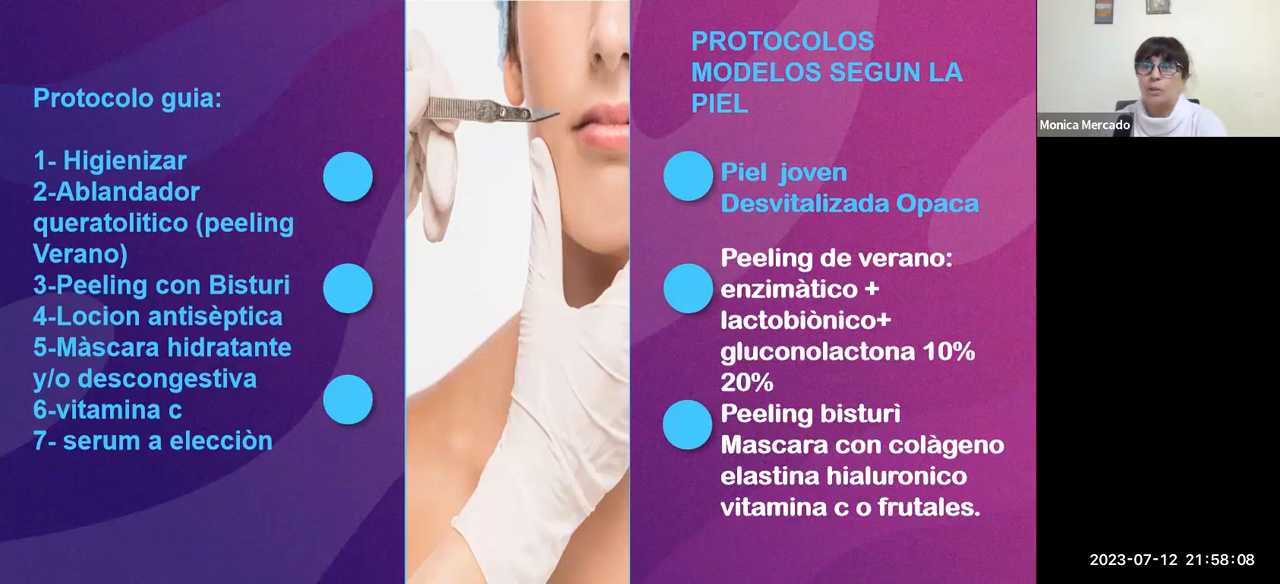 Protocolo guia:
1- Higienizar
2-Ablandador
queratolitico (peeling
Verano)
3-Peeling con Bisturi
4-Locion antisèptica
5-Màscara hidratante
y/o descongestiva
6-vitamina c
7- serum a elecciòn
PROTOCOLOS
MODELOS SEGUN LA
PIEL
Piel joven
Desvitalizada Opaca
Peeling de verano:
enzimàtico +
lactobiònico+
gluconolactona 10%
20%
Peeling bisturì
Mascara con colàgeno
elastina hialuronico
vitamina c o frutales.
Monica Mercado
2023-07-12 21:58:08